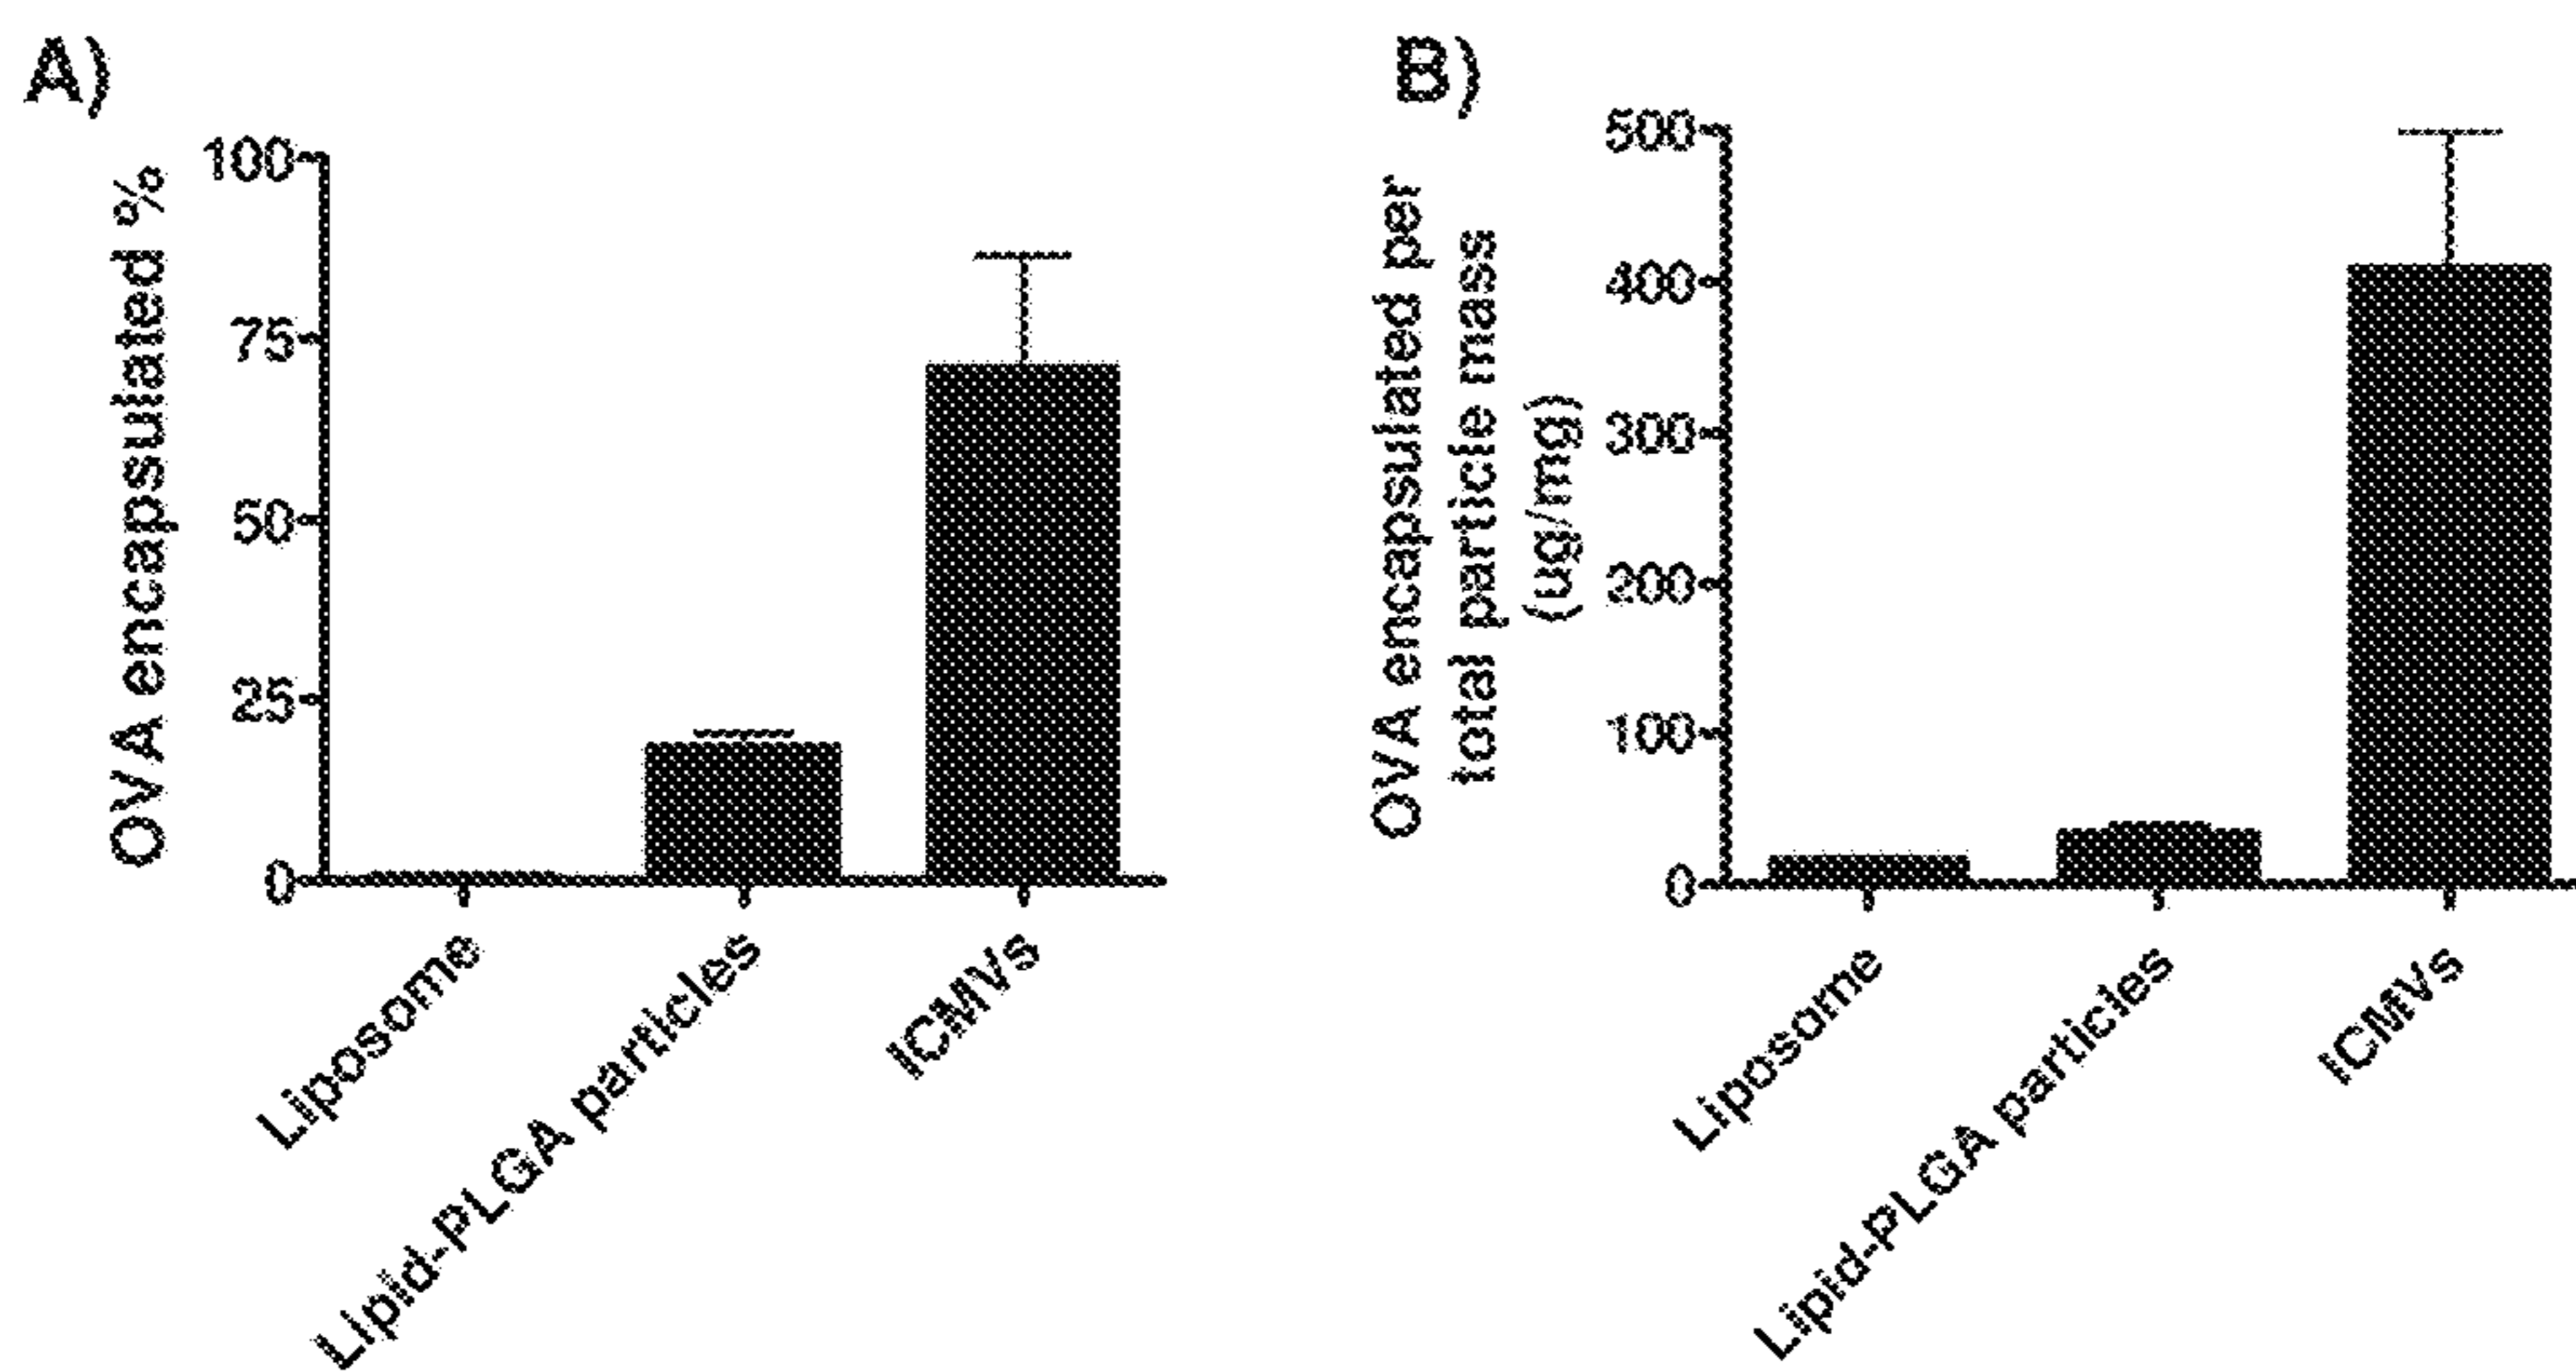 A)
OVA encapsulated %
100
75
50
25
0
Liposome
Lipid-PLGA particles
ICMVs
B)
OVA encapsulated per
total particle mass
(ug/mg)
500
400
300
200
100
0
Liposome
Lipid-PLGA particles
ICMVs